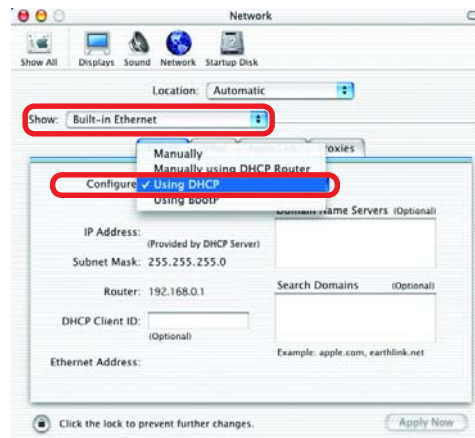 Network
Show All Displays Sound Network Startup Disk
Location: Automatic
Show: Built-in Ethernet
Proxies
Manually
Manually using DHCP Router
Configure ✓ Using DHCP
Using BootP
Domain Name Servers (Optional)
IP Address:
(Provided by DHCP Server)
Subnet Mask: 255.255.255.0
Router: 192.168.0.1
Search Domains (Optional)
DHCP Client ID:
(Optional)
Example: apple.com, earthlink.net
Ethernet Address:
Click the lock to prevent further changes.
Apply Now